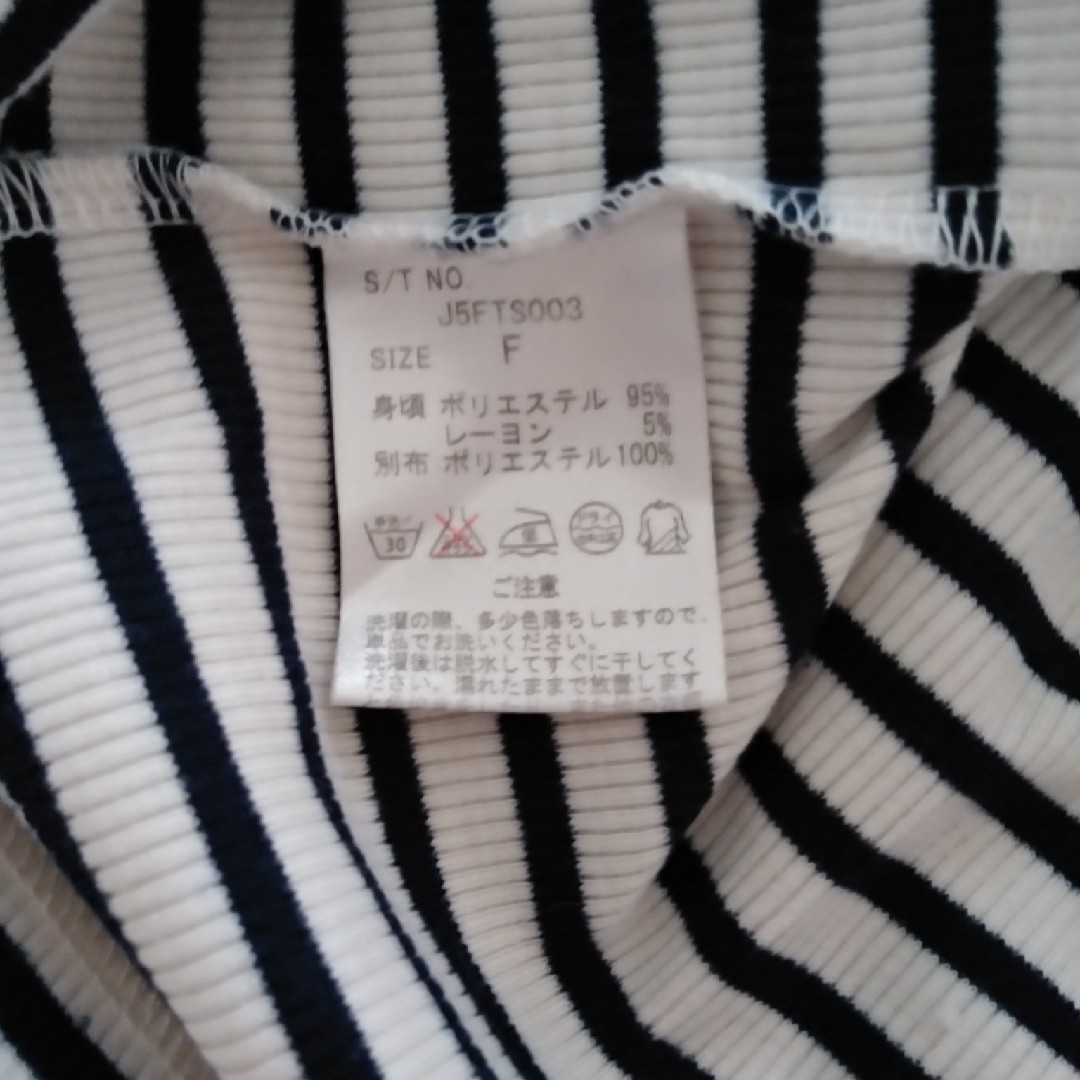 S/T NO.
J5FTS003
SIZE F
身頃 ポリエステル 95%
レーヨン 5%
別布 ポリエステル100%
30
ドライ
ご注意
洗濯の際、多少色落ちしますので、
単品でお洗いください。
洗濯後は脱水してすぐに干してく
ださい。濡れたままで放置します